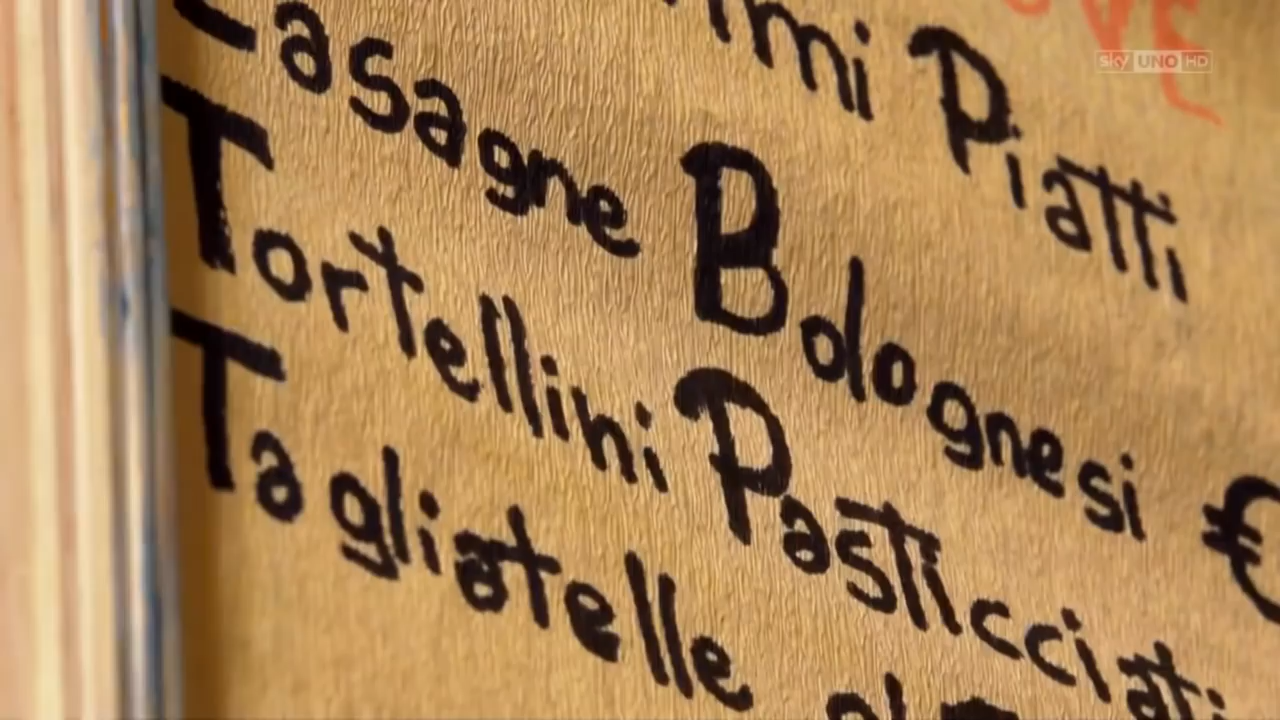 Piatti
sky UNO HD
Lasagne Bolognesi €
Tortellini Pasticciati
Tagliatelle